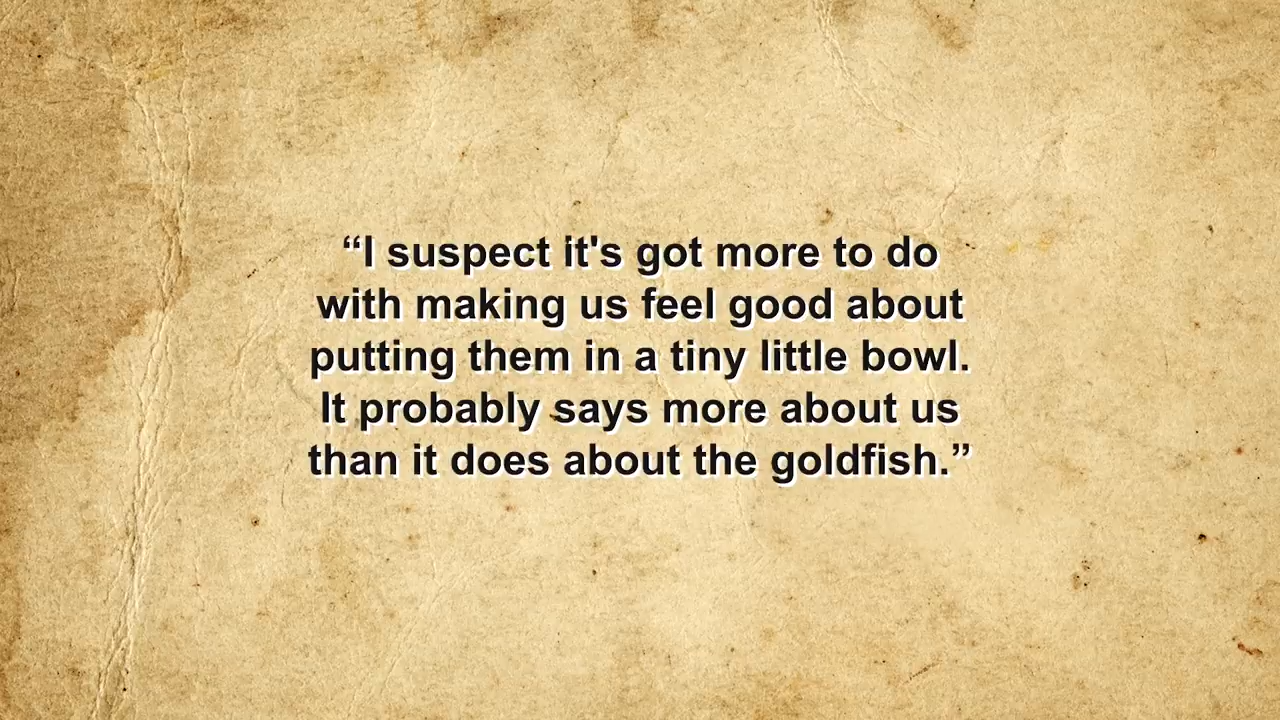 “I suspect it's got more to do
with making us feel good about
putting them in a tiny little bowl.
It probably says more about us
than it does about the goldfish.”